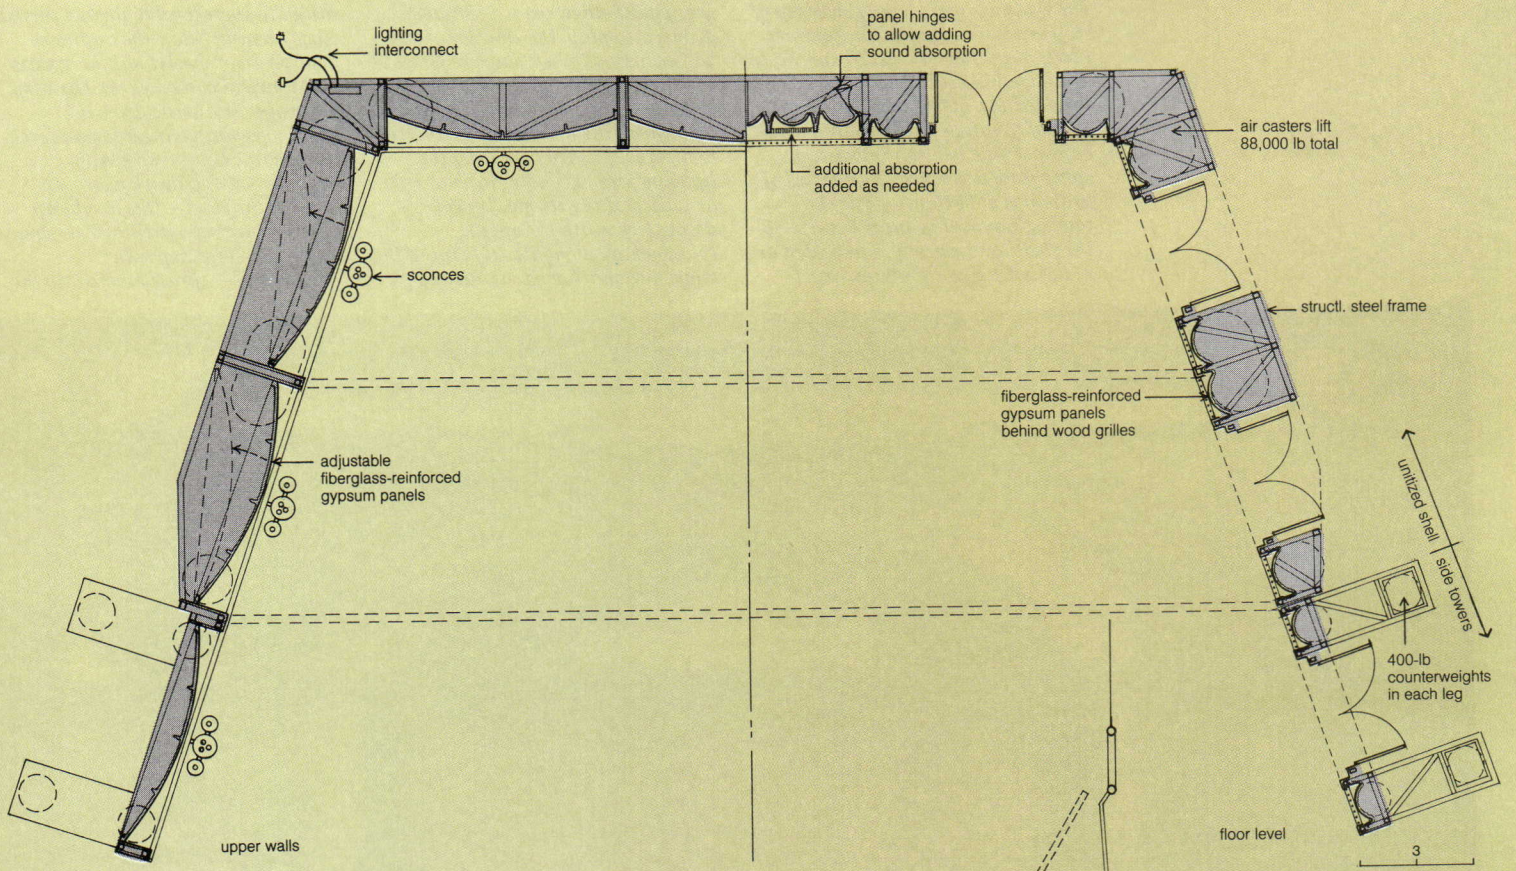 lighting
interconnect
panel hinges
to allow adding
sound absorption
air casters lift
88,000 lb total
additional absorption
added as needed
sconces
structl. steel frame
fiberglass-reinforced
gypsum panels
behind wood grilles
adjustable
fiberglass-reinforced
gypsum panels
unitized shell
side towers
400-lb
counterweights
in each leg
upper walls
floor level
3